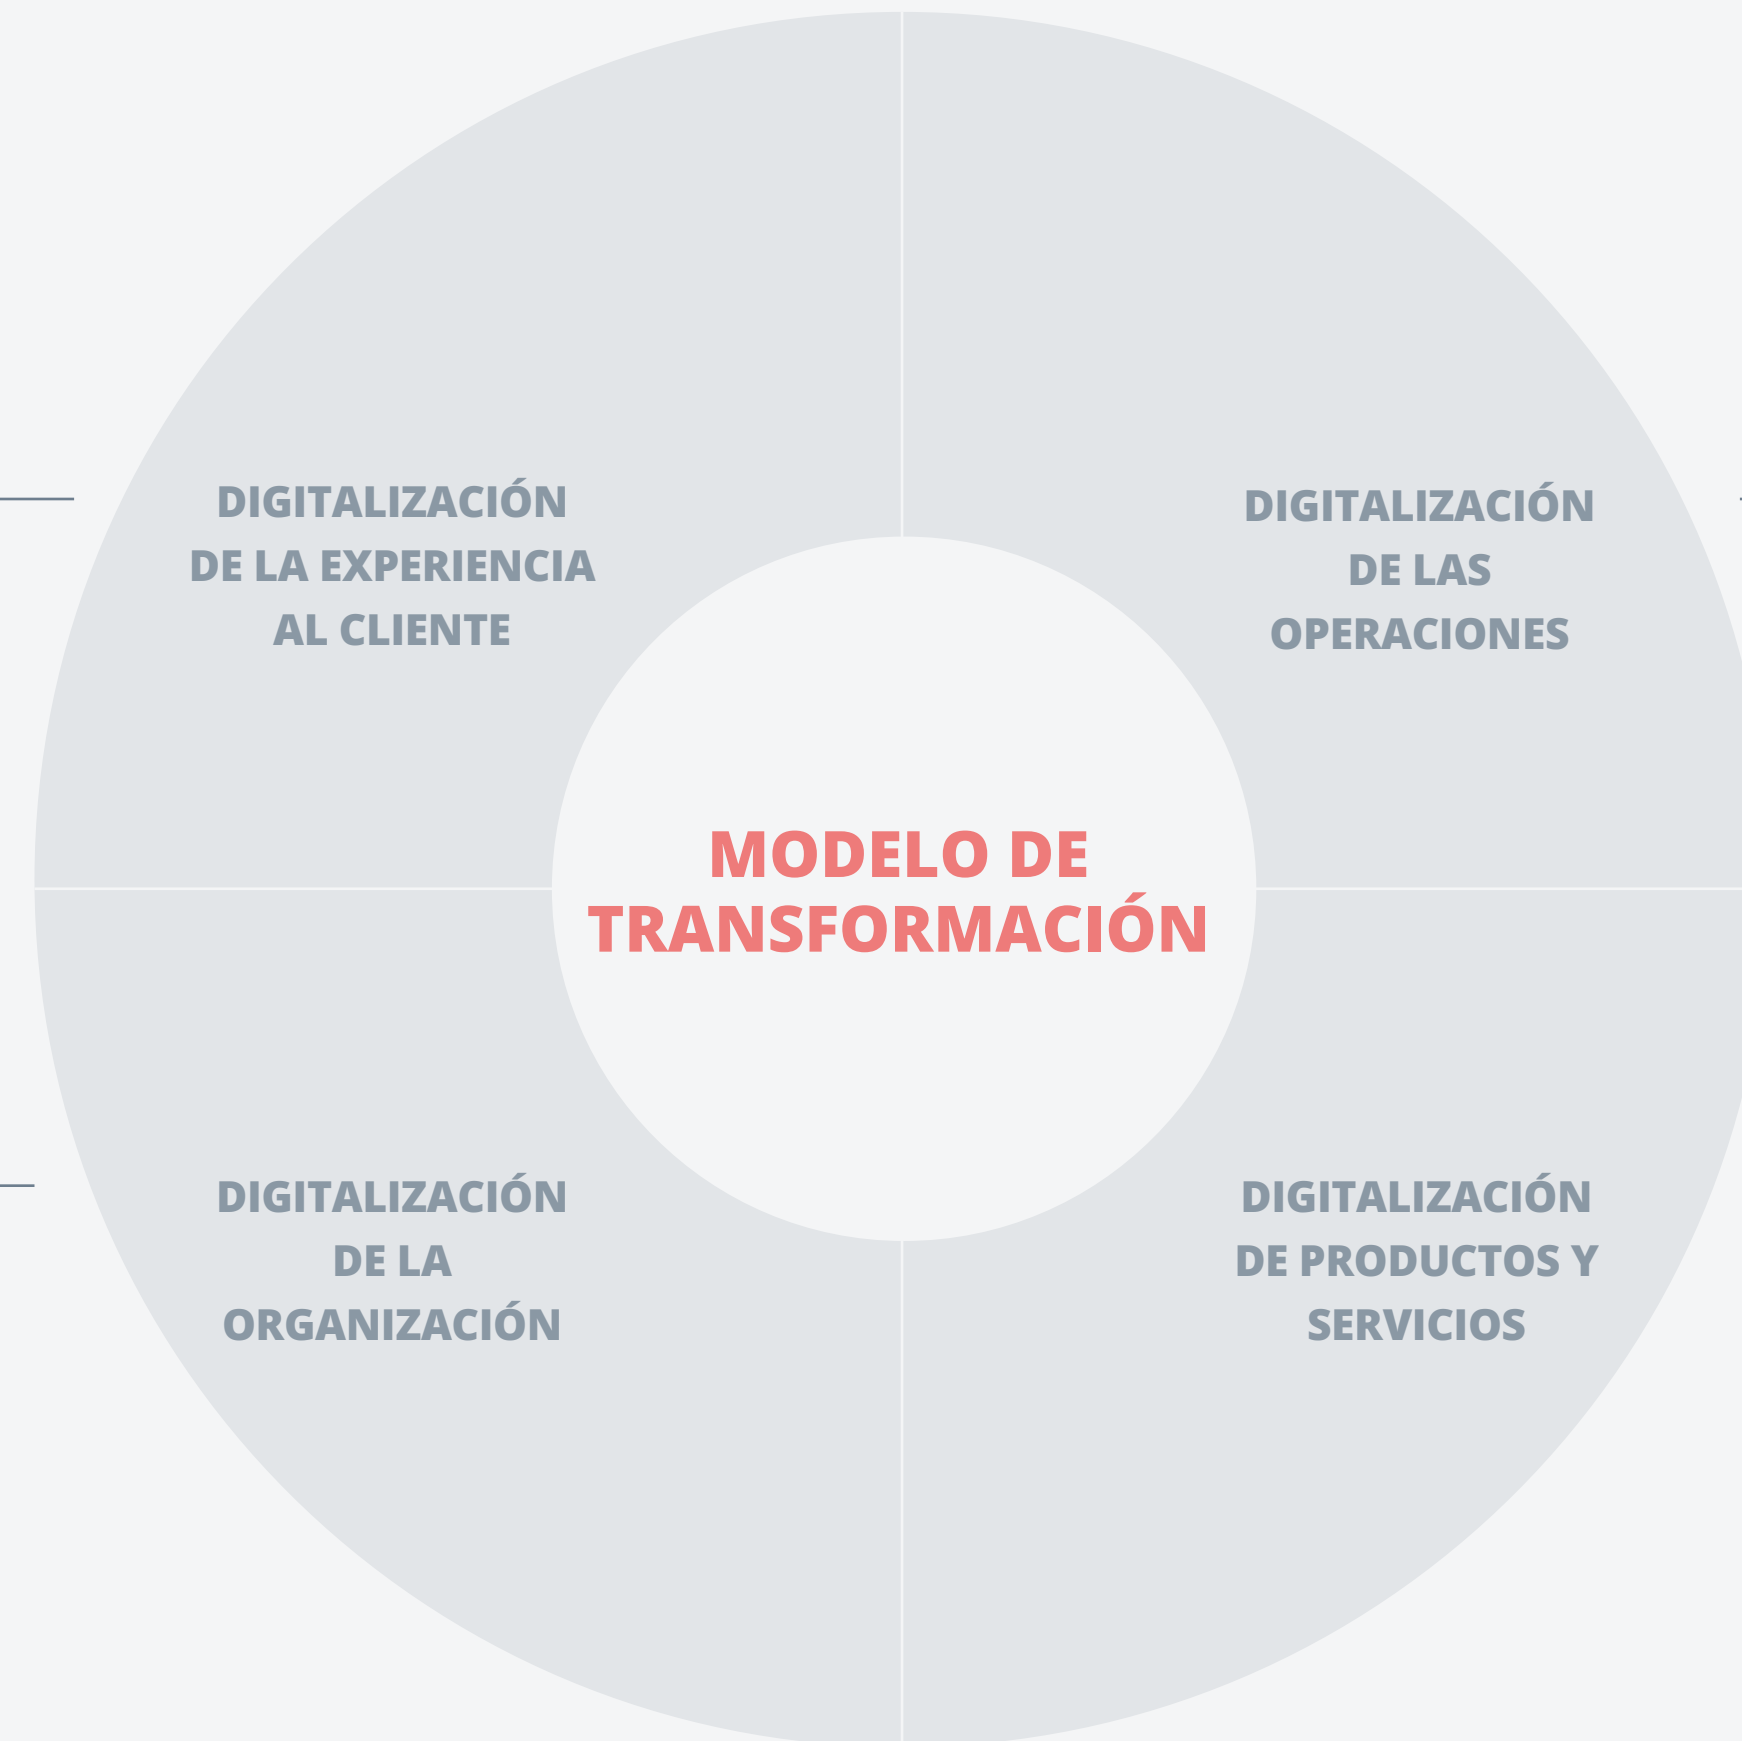 DIGITALIZACIÓN
DE LA EXPERIENCIA
AL CLIENTE
DIGITALIZACIÓN
DE LAS
OPERACIONES
MODELO DE
TRANSFORMACIÓN
DIGITALIZACIÓN
DE LA
ORGANIZACIÓN
DIGITALIZACIÓN
DE PRODUCTOS Y
SERVICIOS